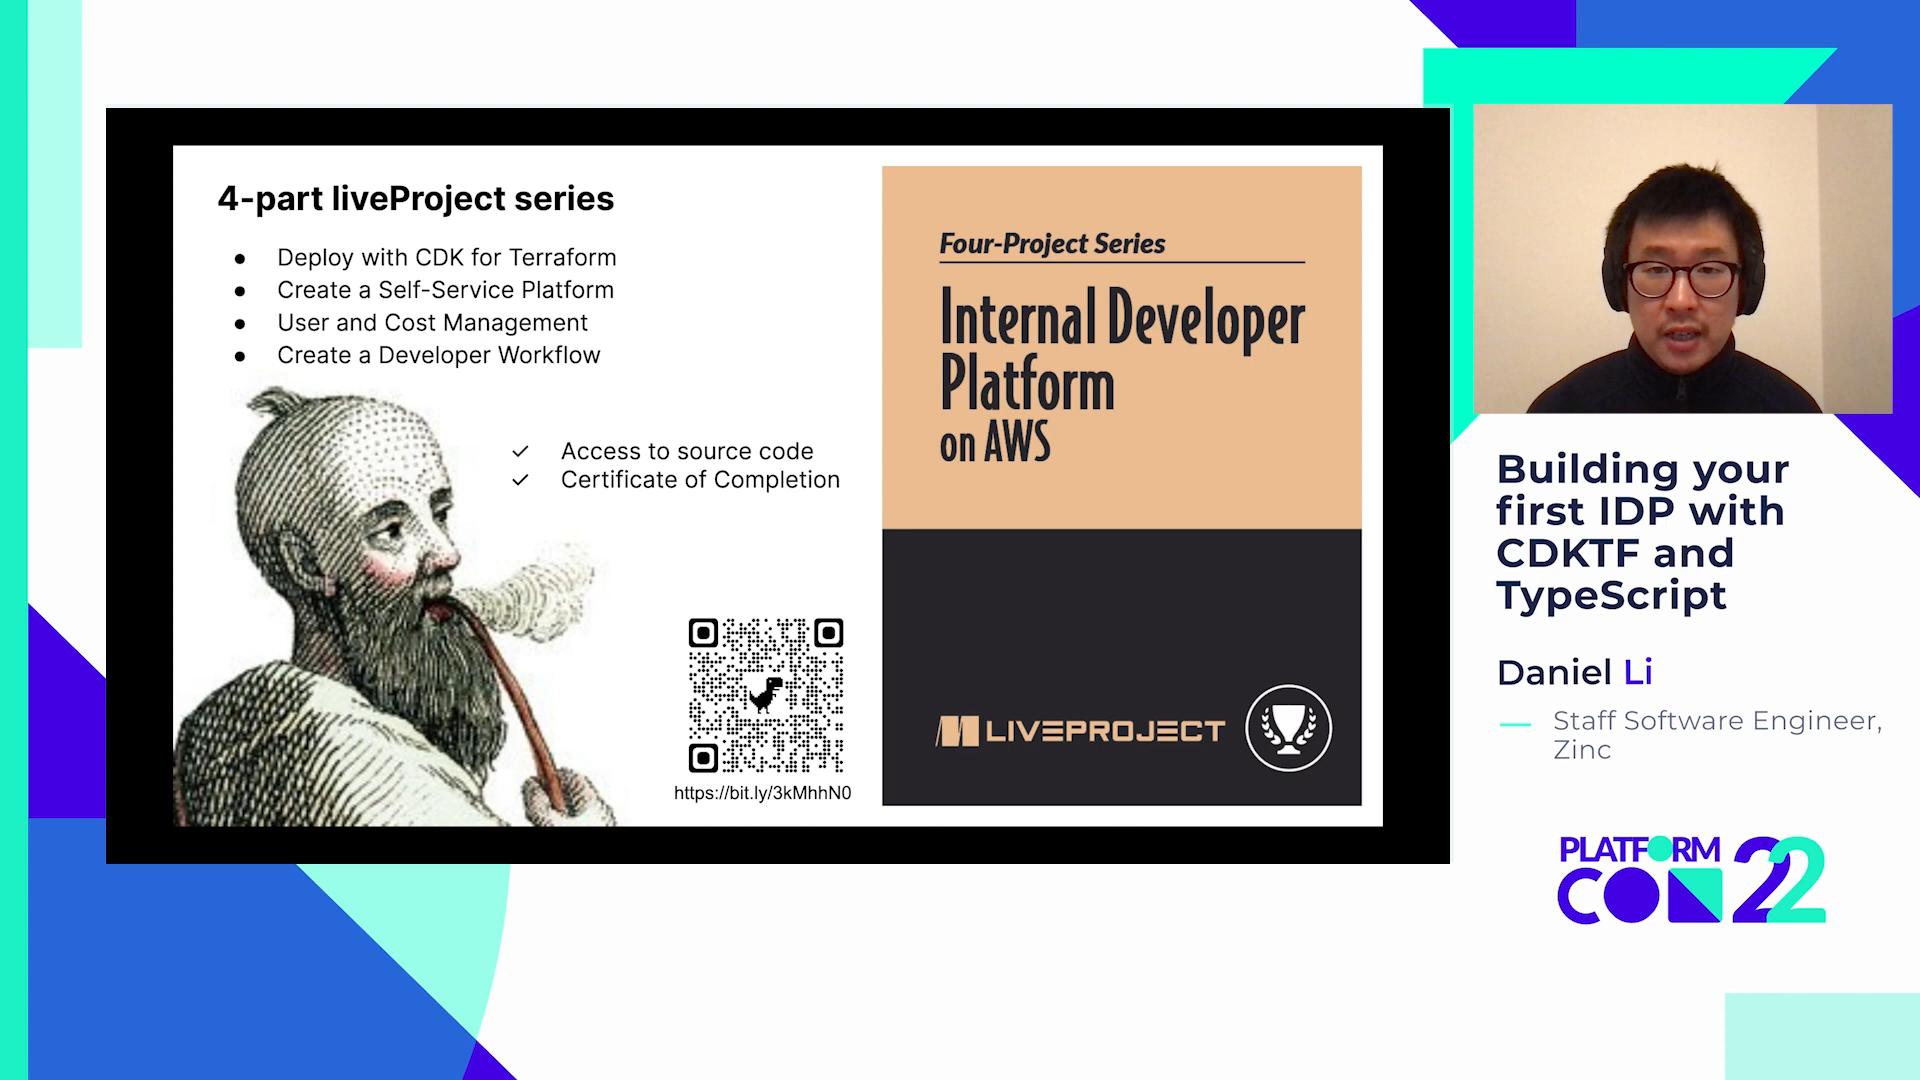 4-part liveProject series
● Deploy with CDK for Terraform
● Create a Self-Service Platform
● User and Cost Management
● Create a Developer Workflow
✓ Access to source code
✓ Certificate of Completion
https://bit.ly/3kMhhN0
Four-Project Series
Internal Developer
Platform
on AWS
LIVEPROJECT
Building your
first IDP with
CDKTF and
TypeScript
Daniel Li
Staff Software Engineer,
Zinc
PLATFORM
CON 22